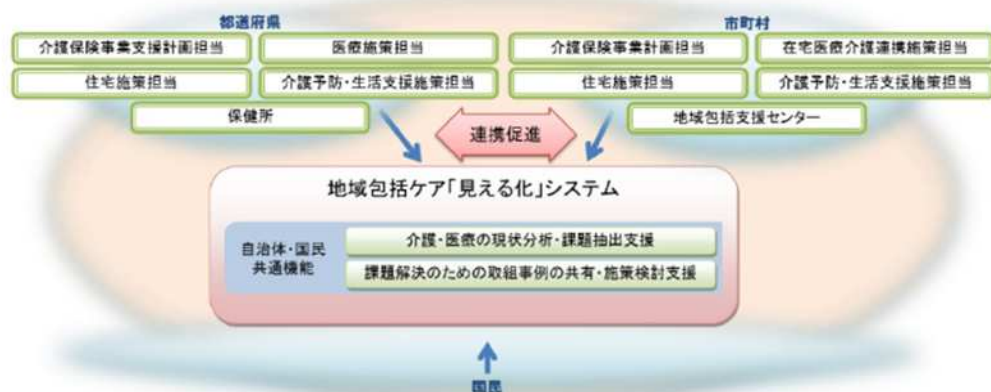 都道府県
市町村
介護保険事業支援計画担当
医療施策担当
介護保険事業計画担当
在宅医療介護連携施策担当
住宅施策担当
介護予防・生活支援施策担当
住宅施策担当
介護予防・生活支援施策担当
保健所
地域包括支援センター
連携促進
地域包括ケア「見える化」システム
自治体・国民
共通機能
介護・医療の現状分析・課題抽出支援
課題解決のための取組事例の共有・施策検討支援
国民